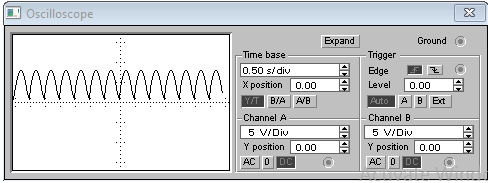 Oscilloscope
Expand
Ground
Time base
0.50 s/div
X position 0.00
Y/T B/A A/B
Trigger
Edge
Level 0.00
Auto A B Ext
Channel A
5 V/Div
Y position 0.00
AC 0 DC
Channel B
5 V/Div
Y position 0.00
AC 0 DC